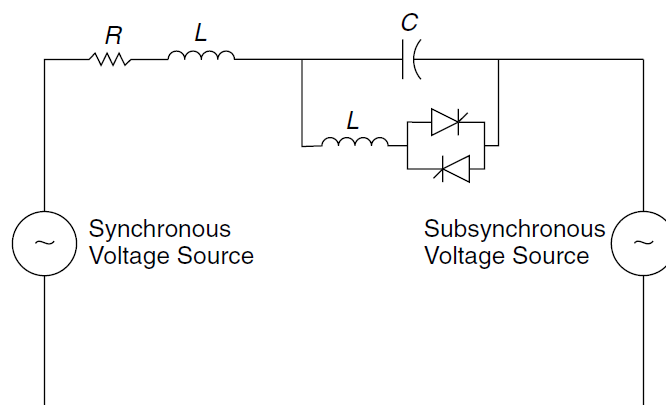 R
L
C
L
Synchronous
Voltage Source
Subsynchronous
Voltage Source